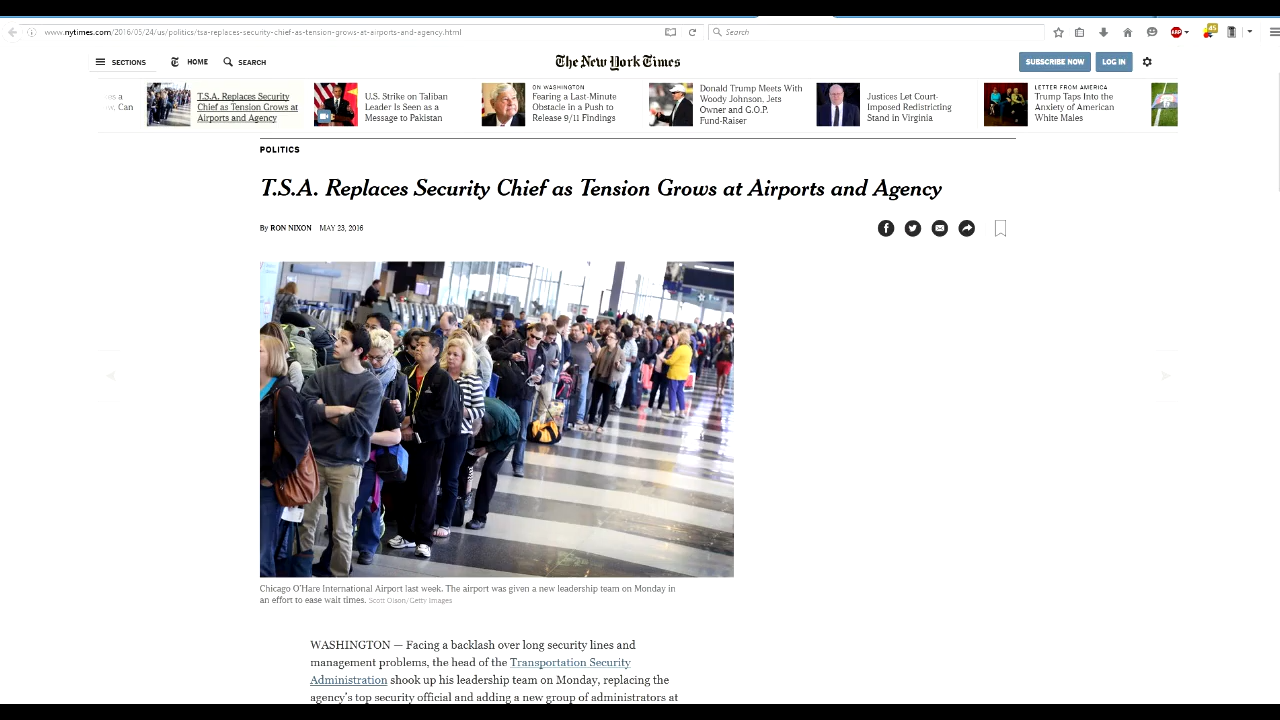 www.nytimes.com/2016/05/24/us/politics/tsa-replaces-security-chief-as-tension-grows-at-airports-and-agency.html
Search
ABP
45
SECTIONS
HOME
SEARCH
The New York Times
SUBSCRIBE NOW
LOG IN
Can
T.S.A. Replaces Security
Chief as Tension Grows at
Airports and Agency
U.S. Strike on Taliban
Leader Is Seen as a
Message to Pakistan
ON WASHINGTON
Fearing a Last-Minute
Obstacle in a Push to
Release 9/11 Findings
Donald Trump Meets With
Woody Johnson, Jets
Owner and G.O.P.
Fund-Raiser
Justices Let Court-
Imposed Redistricting
Stand in Virginia
LETTER FROM AMERICA
Trump Taps Into the
Anxiety of American
White Males
POLITICS
T.S.A. Replaces Security Chief as Tension Grows at Airports and Agency
By RON NIXON MAY 23, 2016
Chicago O'Hare International Airport last week. The airport was given a new leadership team on Monday in
an effort to ease wait times. Scott Olson/Getty Images
WASHINGTON — Facing a backlash over long security lines and
management problems, the head of the Transportation Security
Administration shook up his leadership team on Monday, replacing the
agency's top security official and adding a new group of administrators at